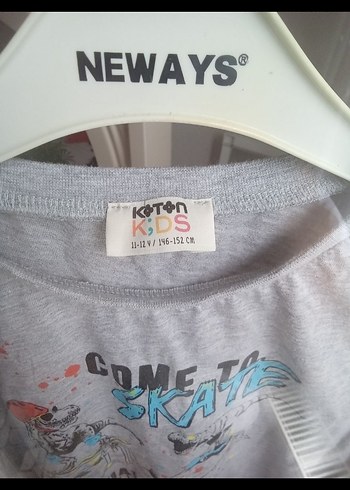 NEWAYS®
KOTON
KiDS
11-12 Y / 146-152 CM
COME TO
SKATE